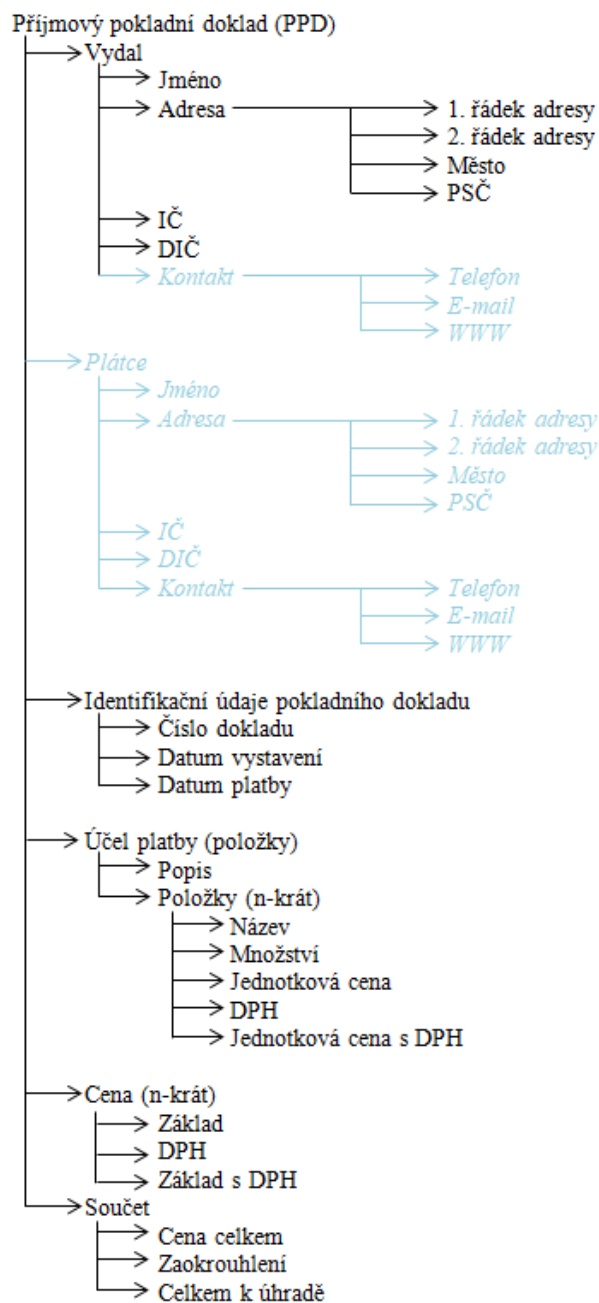 Příjmový pokladní doklad (PPD)
Vydal
Jméno
Adresa
1. řádek adresy
2. řádek adresy
Město
PSČ
IČ
DIČ
Kontakt
Telefon
E-mail
WWW
Plátce
Jméno
Adresa
1. řádek adresy
2. řádek adresy
Město
PSČ
IČ
DIČ
Kontakt
Telefon
E-mail
WWW
Identifikační údaje pokladního dokladu
Číslo dokladu
Datum vystavení
Datum platby
Účel platby (položky)
Popis
Položky (n-krát)
Název
Množství
Jednotková cena
DPH
Jednotková cena s DPH
Cena (n-krát)
Základ
DPH
Základ s DPH
Součet
Cena celkem
Zaokrouhlení
Celkem k úhradě